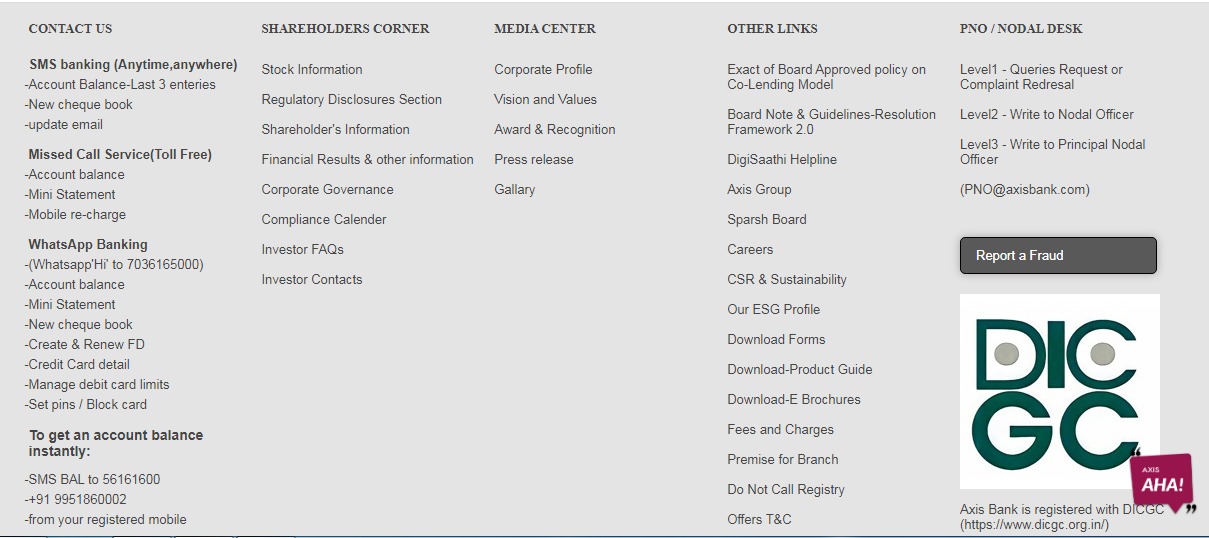 CONTACT US
SMS banking (Anytime,anywhere)
-Account Balance-Last 3 enteries
-New cheque book
-update email
Missed Call Service(Toll Free)
-Account balance
-Mini Statement
-Mobile re-charge
WhatsApp Banking
-(Whatsapp'Hi' to 7036165000)
-Account balance
-Mini Statement
-New cheque book
-Create & Renew FD
-Credit Card detail
-Manage debit card limits
-Set pins / Block card
To get an account balance
instantly:
-SMS BAL to 56161600
-+91 9951860002
-from your registered mobile
SHAREHOLDERS CORNER
Stock Information
Regulatory Disclosures Section
Shareholder's Information
Financial Results & other information
Corporate Governance
Compliance Calender
Investor FAQs
Investor Contacts
MEDIA CENTER
Corporate Profile
Vision and Values
Award & Recognition
Press release
Gallary
OTHER LINKS
Exact of Board Approved policy on
Co-Lending Model
Board Note & Guidelines-Resolution
Framework 2.0
DigiSaathi Helpline
Axis Group
Sparsh Board
Careers
CSR & Sustainability
Our ESG Profile
Download Forms
Download-Product Guide
Download-E Brochures
Fees and Charges
Premise for Branch
Do Not Call Registry
Offers T&C
PNO / NODAL DESK
Level1 - Queries Request or
Complaint Redresal
Level2 - Write to Nodal Officer
Level3 - Write to Principal Nodal
Officer
(PNO@axisbank.com)
Report a Fraud
DIC
GC
AXIS
AHA!
Axis Bank is registered with DICGC
(https://www.dicgc.org.in/)